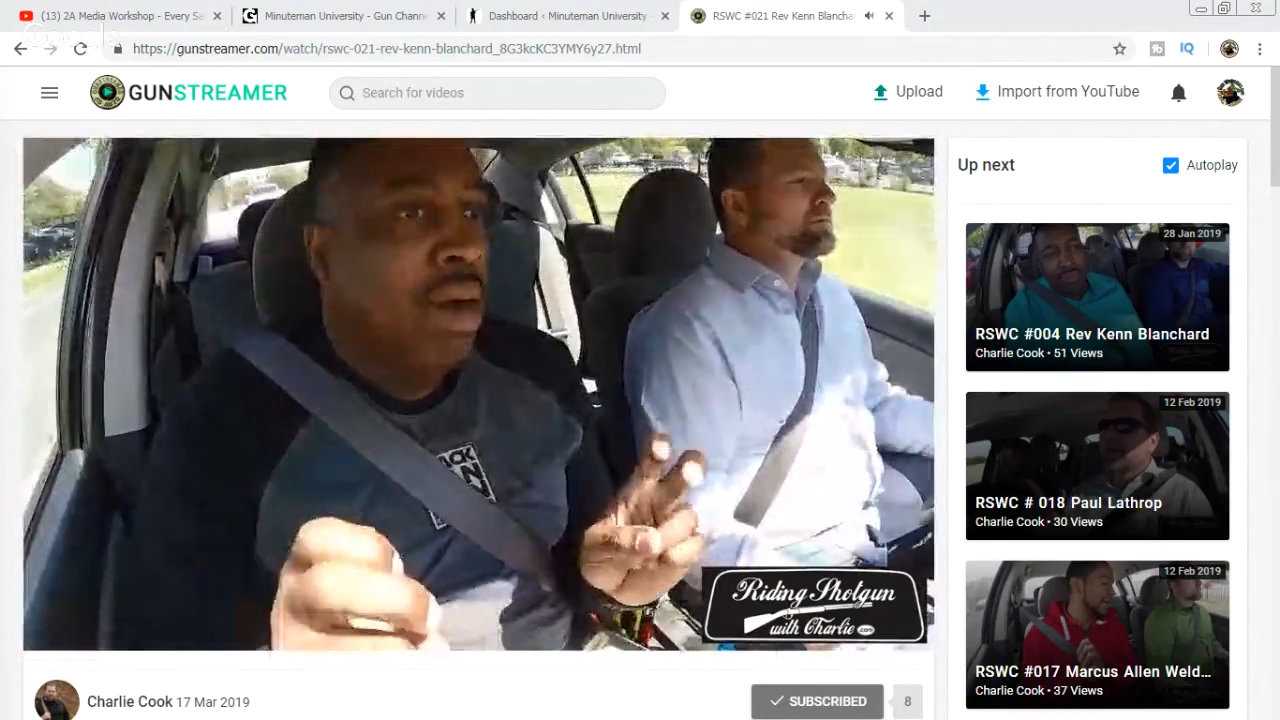 (13) 2A Media Workshop - Every Sa
Minuteman University - Gun Channe
Dashboard ‹ Minuteman University -
RSWC #021 Rev Kenn Blancha
https://gunstreamer.com/watch/rswc-021-rev-kenn-blanchard_8G3kcKC3YMY6y27.html
GUNSTREAMER
Search for videos
Upload
Import from YouTube
Up next
Autoplay
28 Jan 2019
RSWC #004 Rev Kenn Blanchard
Charlie Cook • 51 Views
12 Feb 2019
RSWC # 018 Paul Lathrop
Charlie Cook • 30 Views
12 Feb 2019
RSWC #017 Marcus Allen Weld...
Charlie Cook • 37 Views
Riding Shotgun
with Charlie.com
Charlie Cook 17 Mar 2019
SUBSCRIBED
8